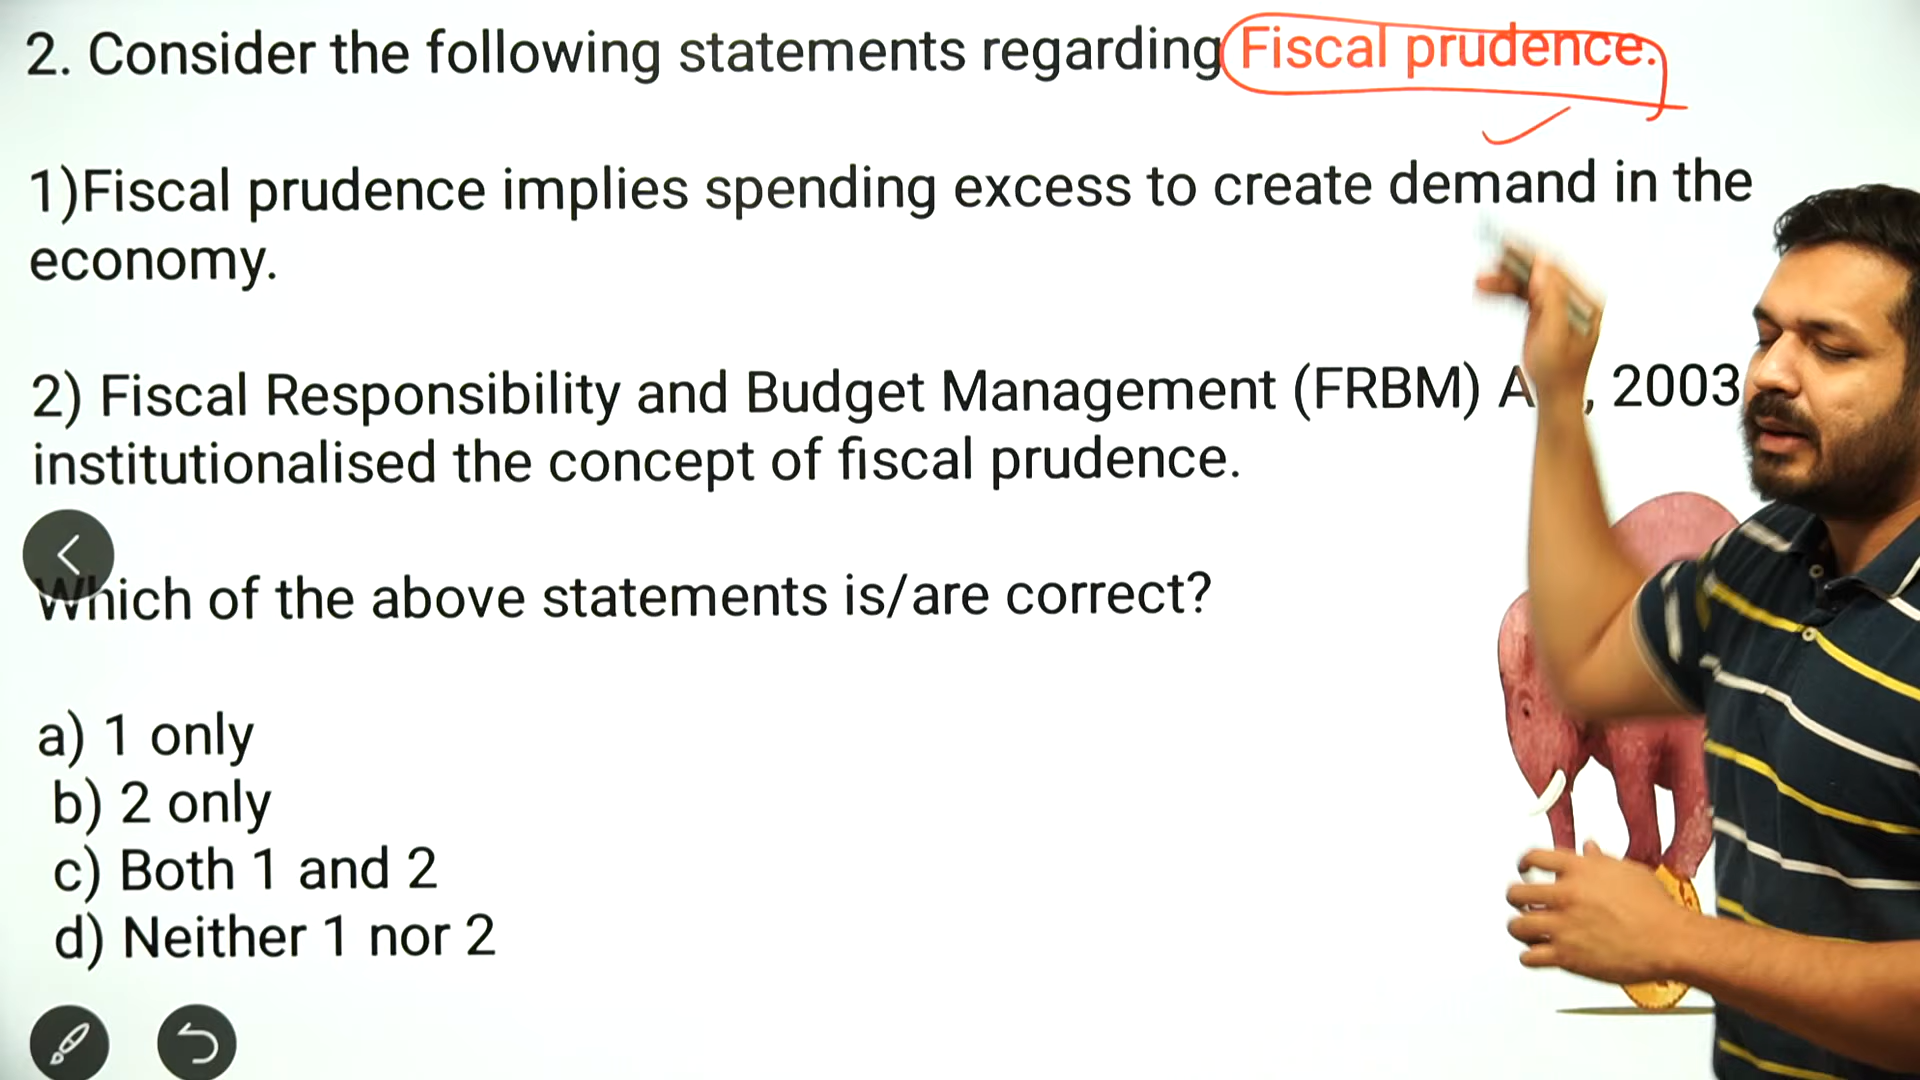 2. Consider the following statements regarding Fiscal prudence.
1)Fiscal prudence implies spending excess to create demand in the
economy.
2) Fiscal Responsibility and Budget Management (FRBM) A , 2003
institutionalised the concept of fiscal prudence.
Which of the above statements is/are correct?
a) 1 only
b) 2 only
c) Both 1 and 2
d) Neither 1 nor 2